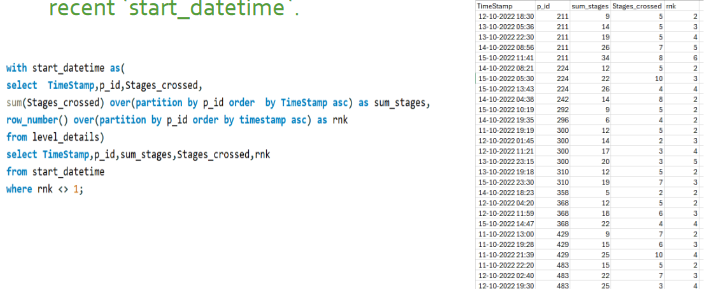 recent `start_datetime`.
with start_datetime as(
select  TimeStamp,p_id,Stages_crossed,
sum(Stages_crossed) over(partition by p_id order  by TimeStamp asc) as sum_stages,
row_number() over(partition by p_id order by timestamp asc) as rnk
from level_details)
select TimeStamp,p_id,sum_stages,Stages_crossed,rnk
from start_datetime
where rnk <> 1;
TimeStamp p_id sum_stages Stages_crossed rnk
12-10-2022 18:30 211 9 5 2
13-10-2022 05:36 211 14 5 3
13-10-2022 22:30 211 19 5 4
14-10-2022 08:56 211 26 7 5
15-10-2022 11:41 211 34 8 6
14-10-2022 08:21 224 12 5 2
15-10-2022 05:30 224 22 10 3
15-10-2022 13:43 224 26 4 4
14-10-2022 04:38 242 14 8 2
15-10-2022 10:19 292 9 5 2
14-10-2022 19:35 296 6 4 2
11-10-2022 19:19 300 12 5 2
12-10-2022 01:45 300 14 2 3
12-10-2022 11:21 300 17 3 4
13-10-2022 23:15 300 20 3 5
13-10-2022 19:18 310 12 5 2
15-10-2022 23:30 310 19 7 3
14-10-2022 18:23 358 5 2 2
12-10-2022 04:20 368 12 5 2
12-10-2022 11:59 368 18 6 3
15-10-2022 14:47 368 22 4 4
11-10-2022 13:00 429 9 7 2
11-10-2022 19:28 429 15 6 3
11-10-2022 21:39 429 25 10 4
11-10-2022 22:20 483 15 5 2
12-10-2022 02:40 483 22 7 3
12-10-2022 19:30 483 25 3 4